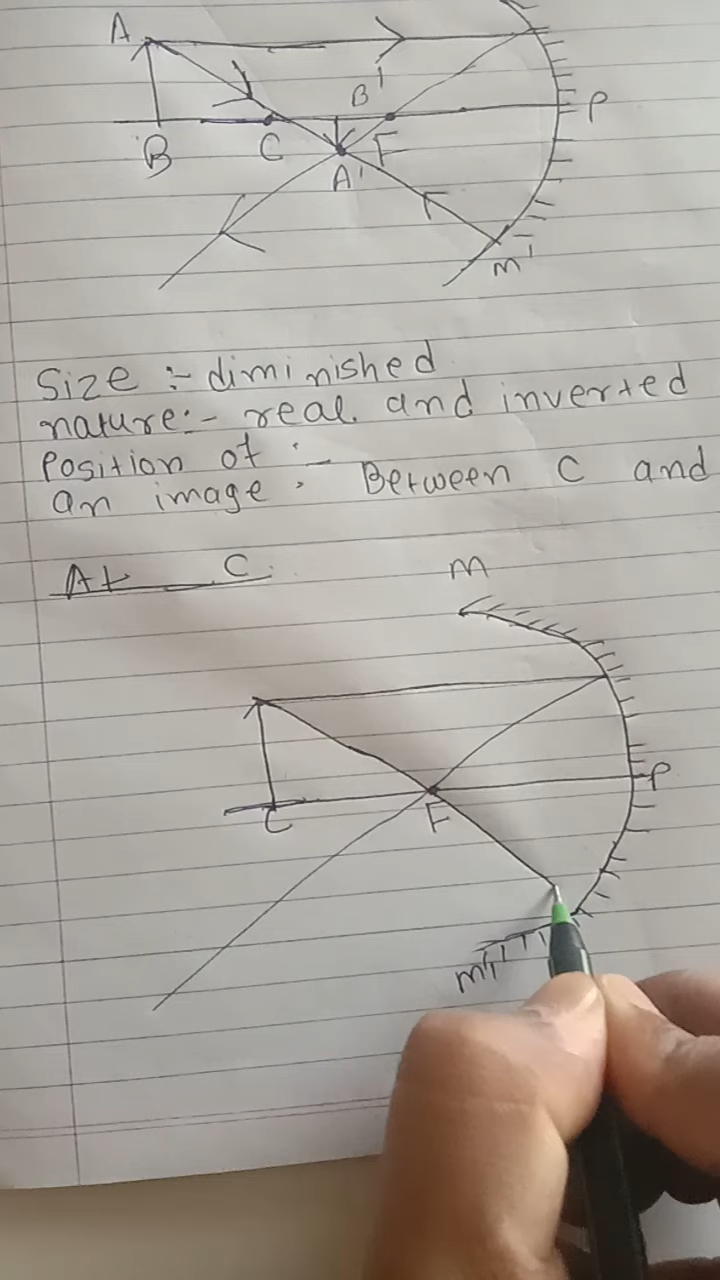 A
B'
P
B
C
F
A'
M'
Size :- diminished
nature:- real and inverted
Position of
an image :- Between C and
At C.
M
P
C
F
M'